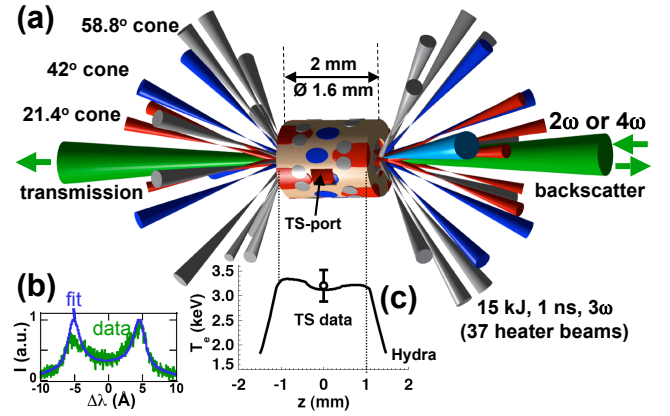 (a)
58.8° cone
42° cone
21.4° cone
2 mm
Ø 1.6 mm
2ω or 4ω
transmission
TS-port
backscatter
15 kJ, 1 ns, 3ω
(37 heater beams)
(b)
fit
data
I (a.u.)
1
0
-10 -5 0 5 10
Δλ (Å)
(c)
T_e (keV)
3.5
3.0
2.5
2.0
1.5
TS data
Hydra
-2 -1 0 1 2
z (mm)